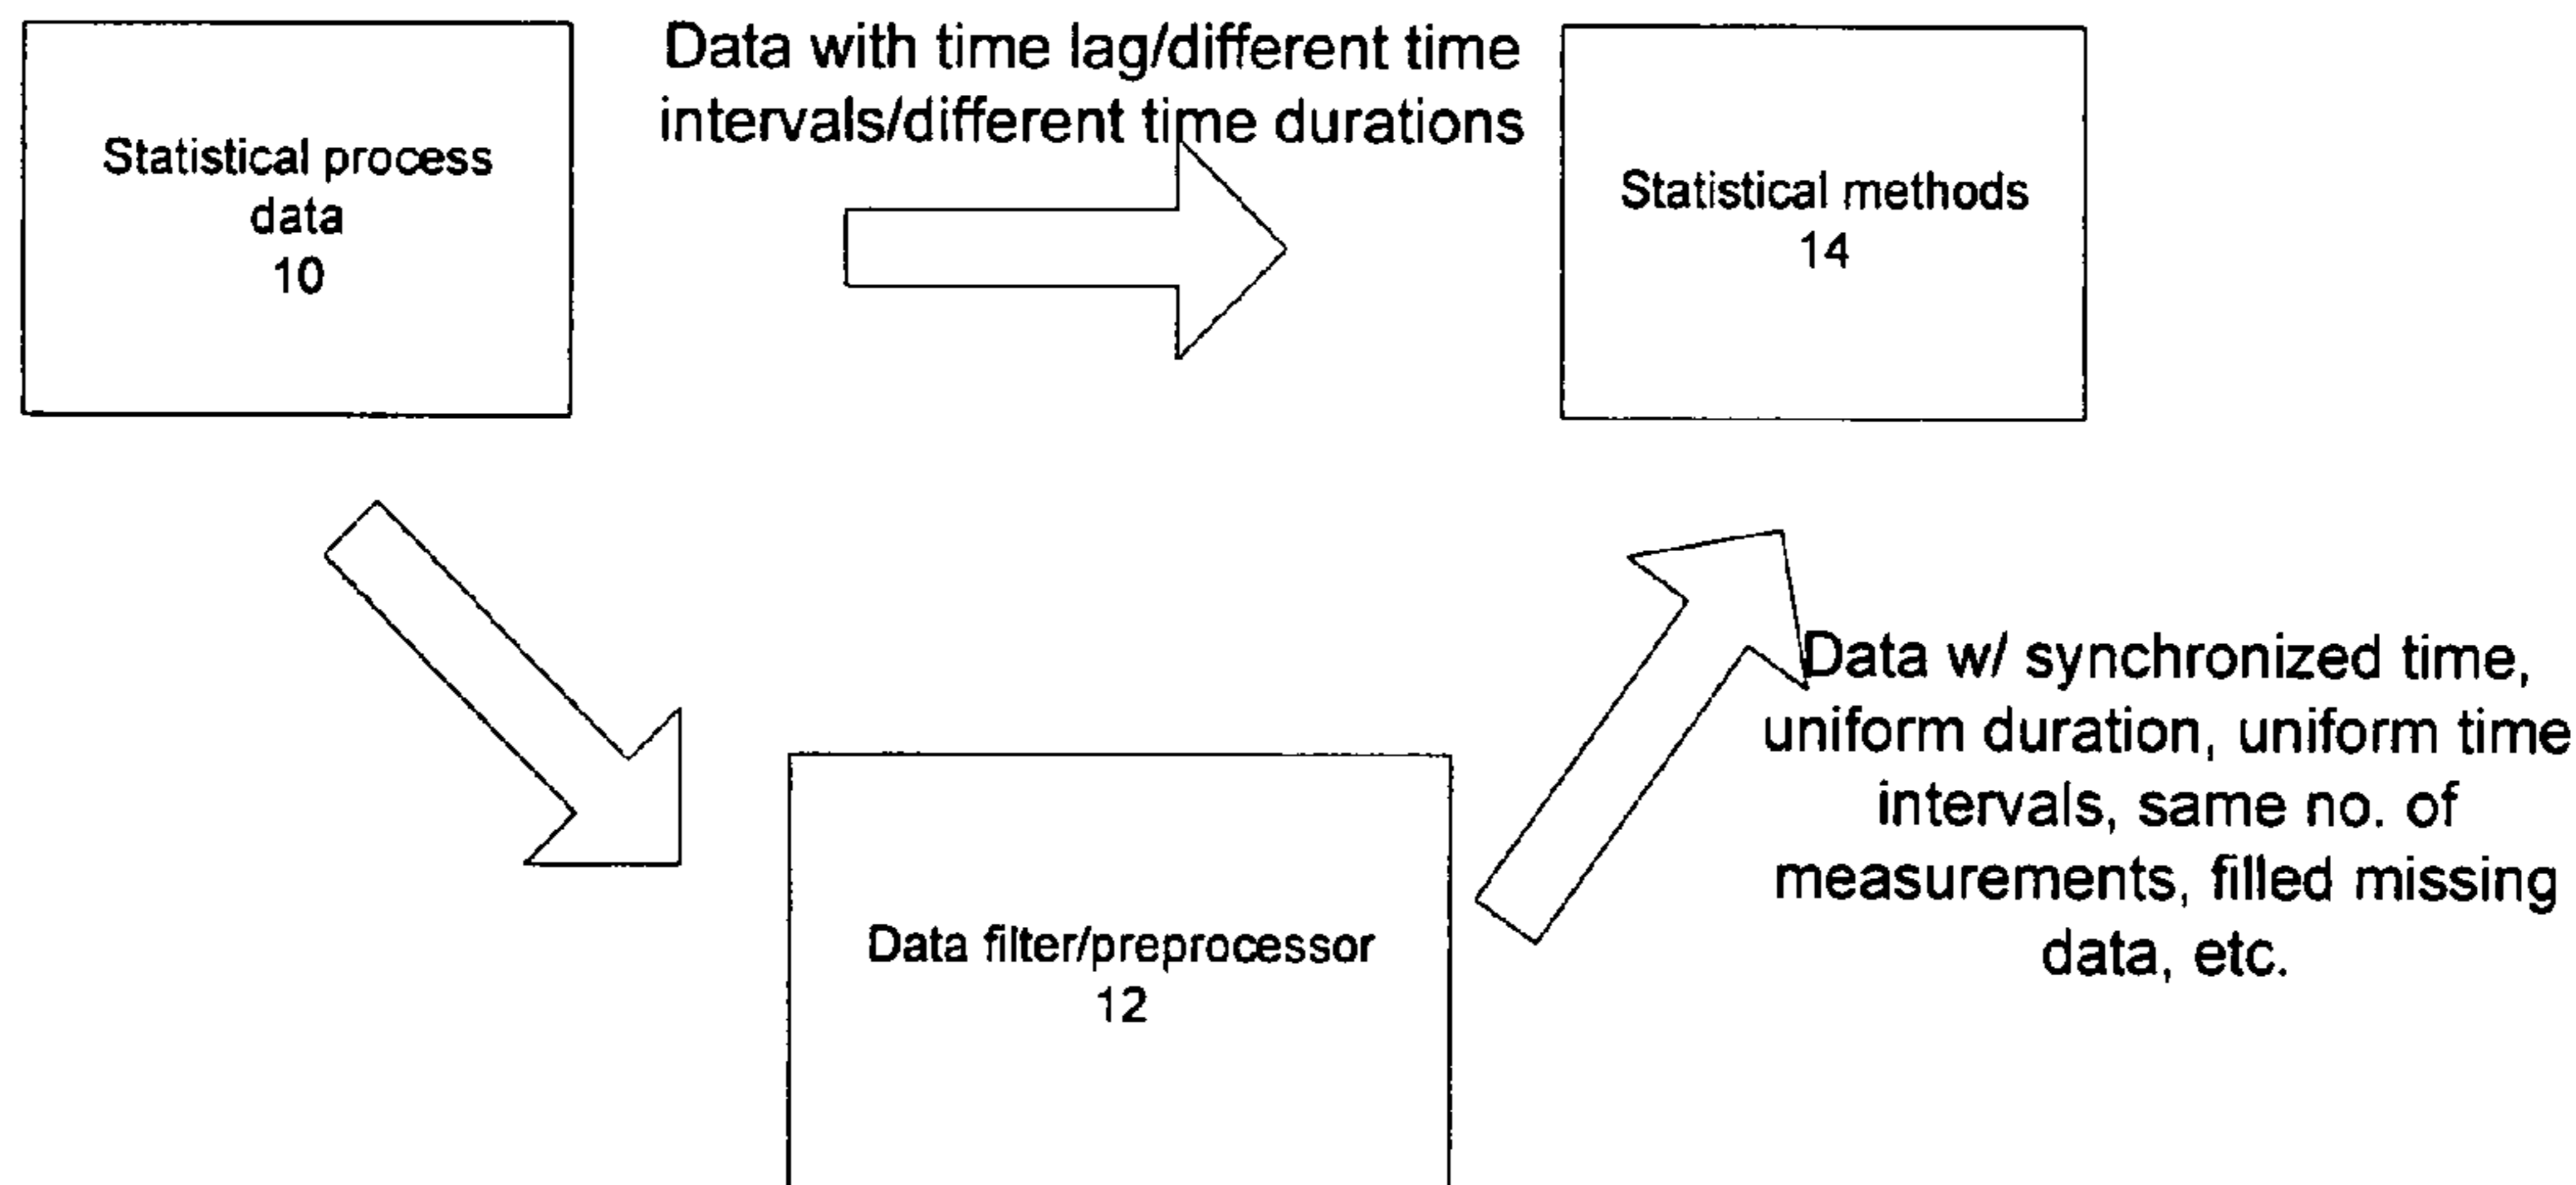 Statistical process
data
10
Data with time lag/different time
intervals/different time durations
Statistical methods
14
Data filter/preprocessor
12
Data w/ synchronized time,
uniform duration, uniform time
intervals, same no. of
measurements, filled missing
data, etc.